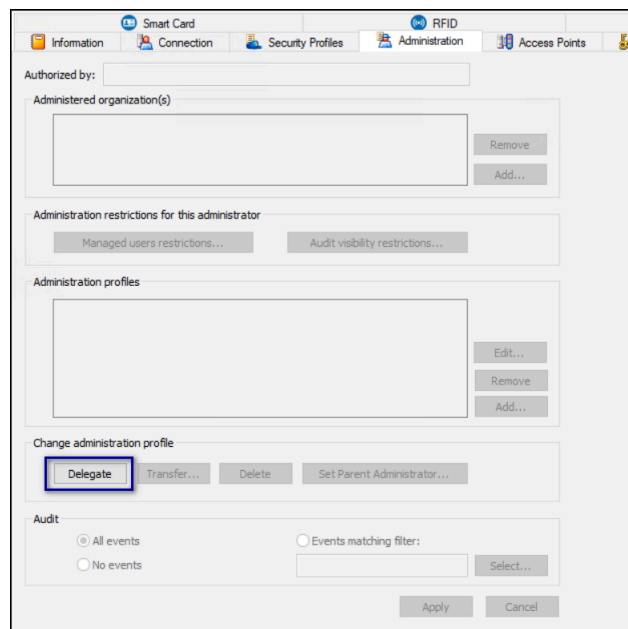 Smart Card RFID
Information Connection Security Profiles Administration Access Points
Authorized by:
Administered organization(s)
Remove
Add...
Administration restrictions for this administrator
Managed users restrictions... Audit visibility restrictions...
Administration profiles
Edit...
Remove
Add...
Change administration profile
Delegate Transfer... Delete Set Parent Administrator...
Audit
All events Events matching filter:
No events Select...
Apply Cancel